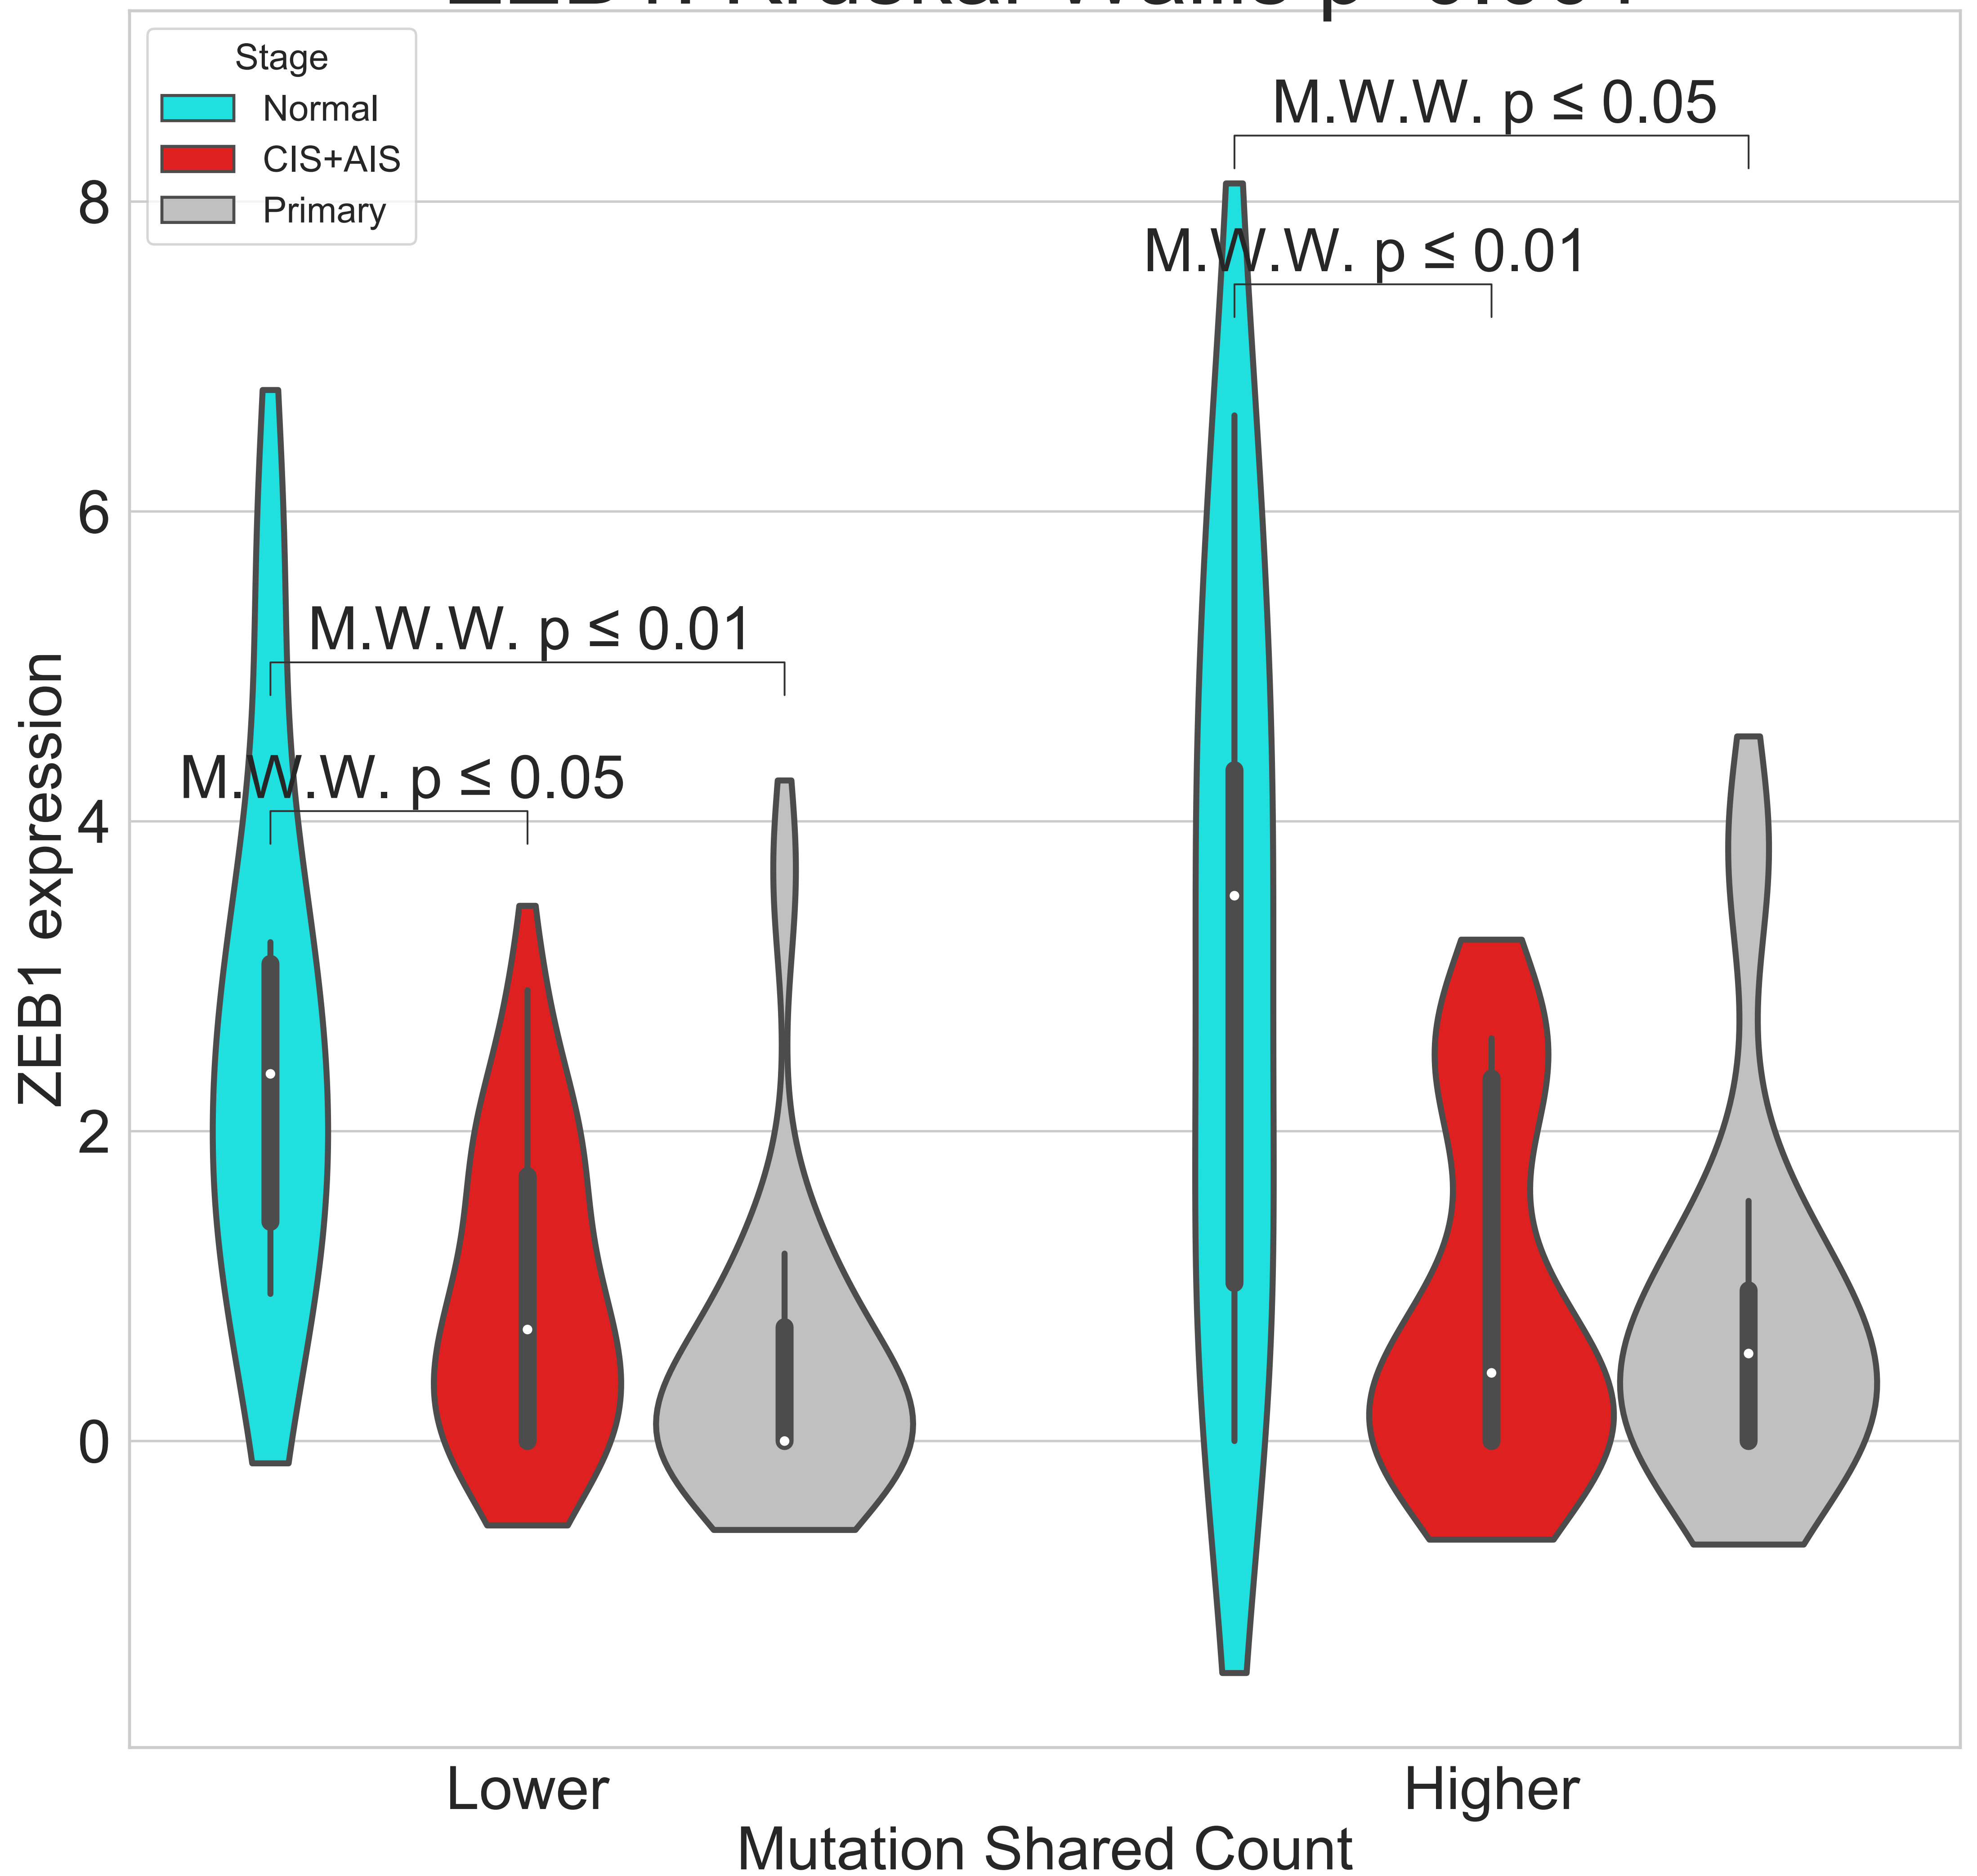 Stage
Normal
CIS+AIS
Primary
M.W.W. p ≤ 0.05
M.W.W. p ≤ 0.01
M.W.W. p ≤ 0.01
M.W.W. p ≤ 0.05
8
6
4
2
0
ZEB1 expression
Lower
Higher
Mutation Shared Count